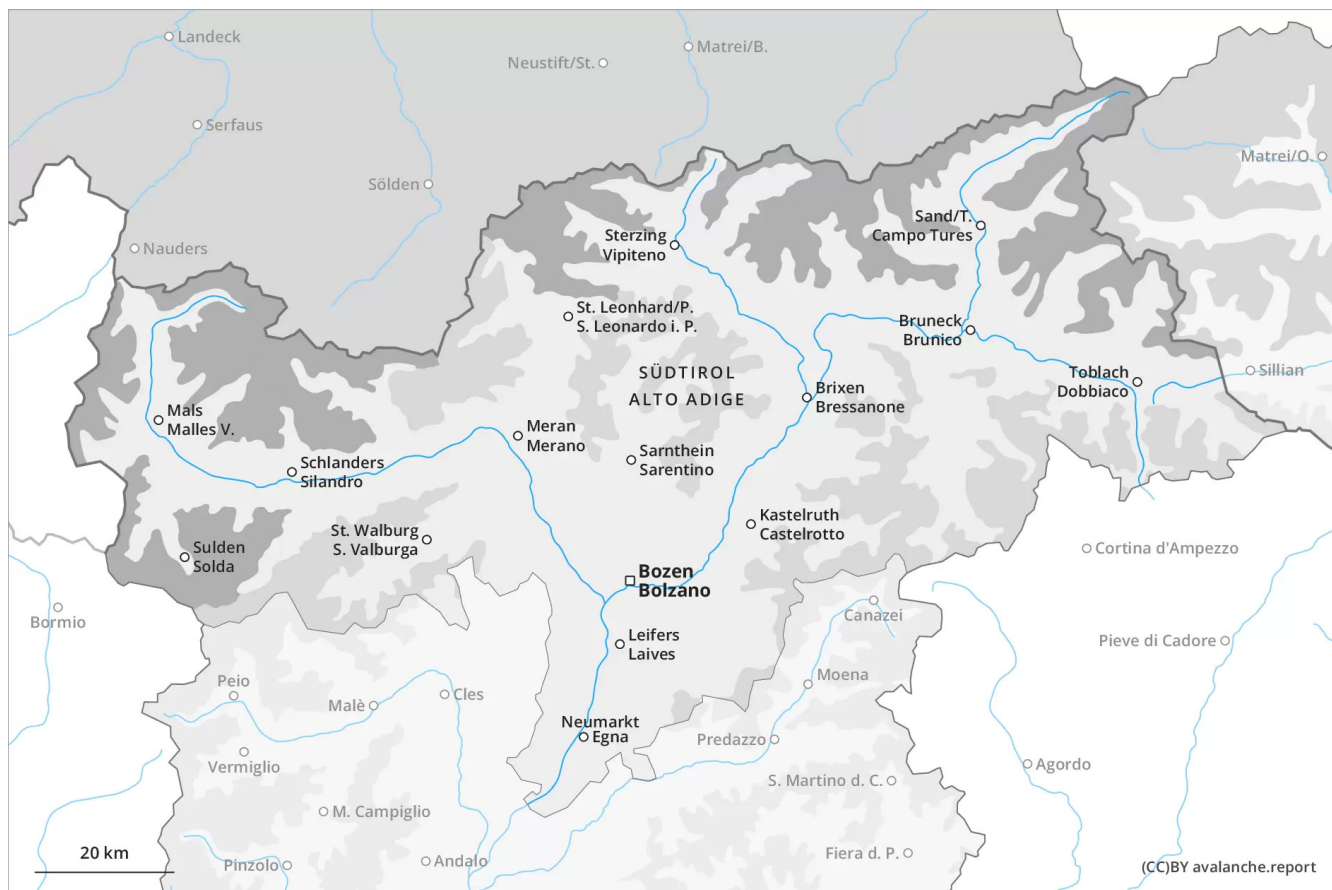 Landeck
Matrei/B.
Neustift/St.
Serfaus
Matrei/O.
Sölden
Sand/T.
Campo Tures
Sterzing
Vipiteno
Nauders
St. Leonhard/P.
S. Leonardo i. P.
Bruneck
Brunico
SÜDTIROL
ALTO ADIGE
Toblach
Dobbiaco
Sillian
Brixen
Bressanone
Mals
Malles V.
Meran
Merano
Sarnthein
Sarentino
Schlanders
Silandro
Kastelruth
Castelrotto
St. Walburg
S. Valburga
Sulden
Solda
Cortina d'Ampezzo
Bozen
Bolzano
Bormio
Canazei
Leifers
Laives
Pieve di Cadore
Peio
Moena
Malè
Cles
Neumarkt
Egna
Predazzo
Vermiglio
Agordo
S. Martino d. C.
M. Campiglio
20 km
Pinzolo
Andalo
Fiera d. P.
(CC)BY avalanche.report